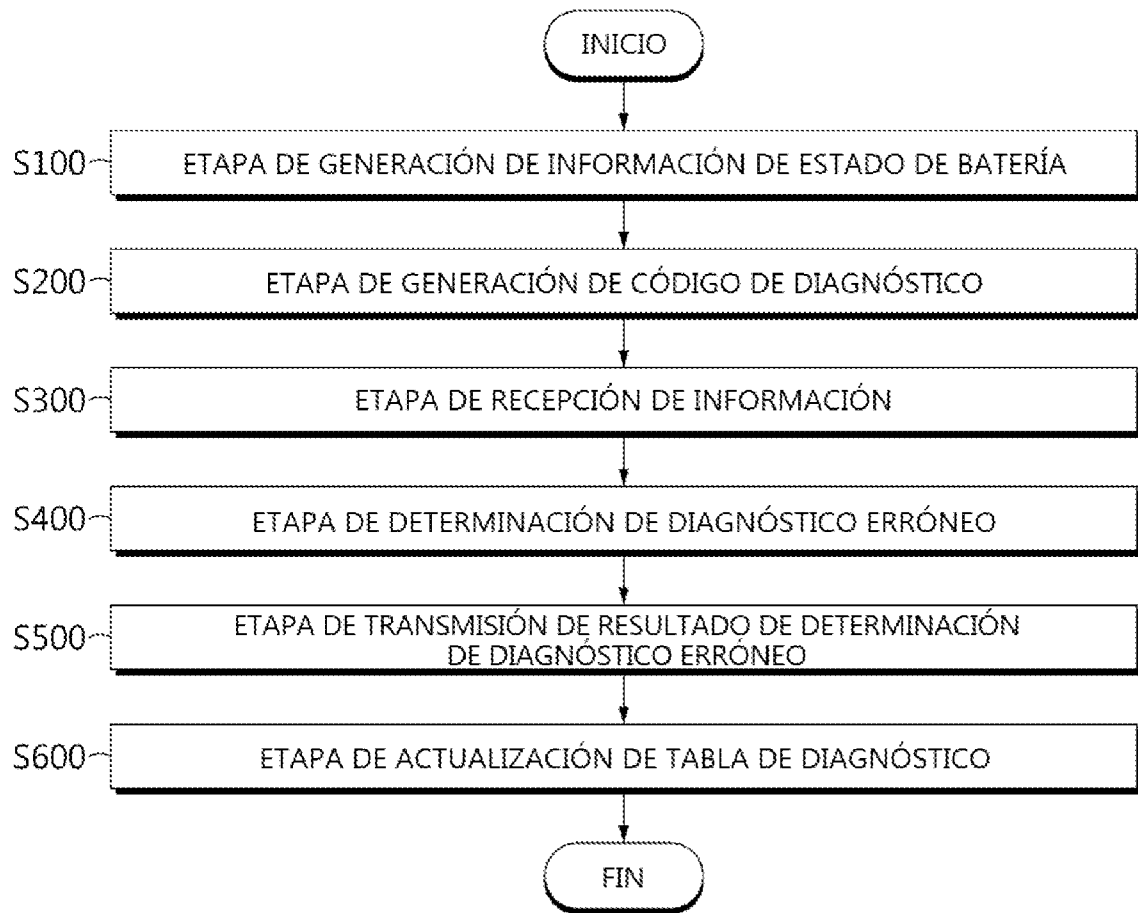 INICIO
S100 ETAPA DE GENERACIÓN DE INFORMACIÓN DE ESTADO DE BATERÍA
S200 ETAPA DE GENERACIÓN DE CÓDIGO DE DIAGNÓSTICO
S300 ETAPA DE RECEPCIÓN DE INFORMACIÓN
S400 ETAPA DE DETERMINACIÓN DE DIAGNÓSTICO ERRÓNEO
S500 ETAPA DE TRANSMISIÓN DE RESULTADO DE DETERMINACIÓN
DE DIAGNÓSTICO ERRÓNEO
S600 ETAPA DE ACTUALIZACIÓN DE TABLA DE DIAGNÓSTICO
FIN